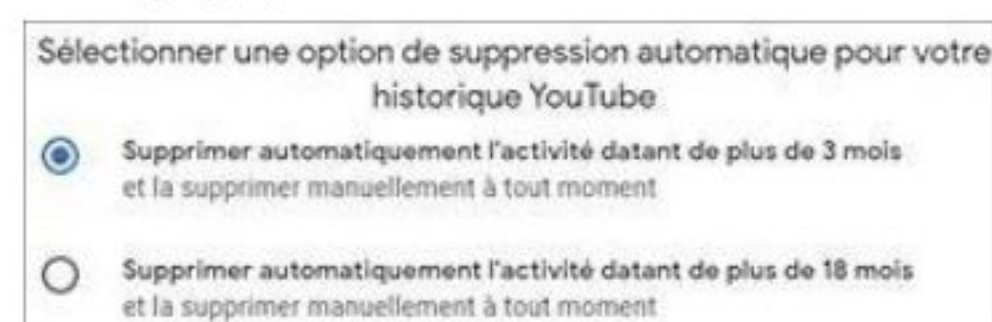 Sélectionner une option de suppression automatique pour votre
historique YouTube
Supprimer automatiquement l'activité datant de plus de 3 mois
et la supprimer manuellement à tout moment
Supprimer automatiquement l'activité datant de plus de 18 mois
et la supprimer manuellement à tout moment